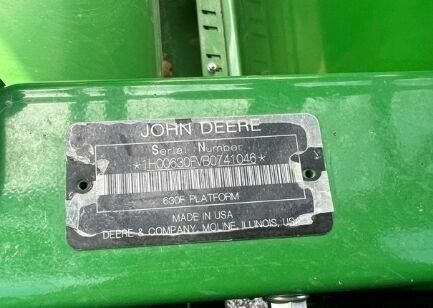 JOHN DEERE
Serial Number
*1H00630FVB0741046*
630F PLATFORM
MADE IN USA
DEERE & COMPANY, MOLINE, ILLINOIS, USA